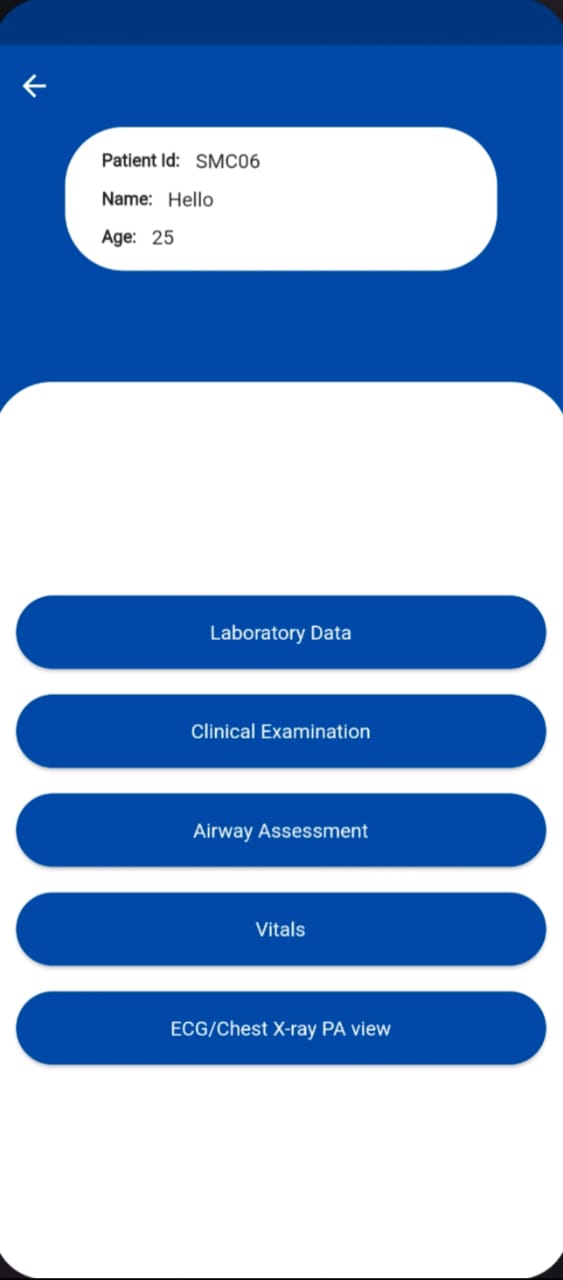 Patient Id: SMC06
Name: Hello
Age: 25
Laboratory Data
Clinical Examination
Airway Assessment
Vitals
ECG/Chest X-ray PA view